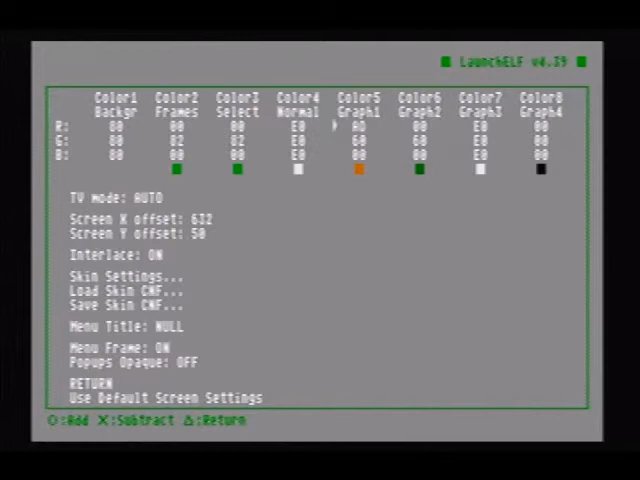 LaunchELF v4.39
Color1 Color2 Color3 Color4 Color5 Color6 Color7 Color8
Backgr Frames Select Normal Graph1 Graph2 Graph3 Graph4
R: 80 00 00 E0 A0 00 E0 00
G: 80 82 82 E0 60 60 E0 00
B: 80 00 00 E0 00 00 E0 00
TV mode: AUTO
Screen X offset: 632
Screen Y offset: 50
Interlace: ON
Skin Settings...
Load Skin CNF...
Save Skin CNF...
Menu Title: NULL
Menu Frame: ON
Popups Opaque: OFF
RETURN
Use Default Screen Settings
O:Add X:Subtract Δ:Return